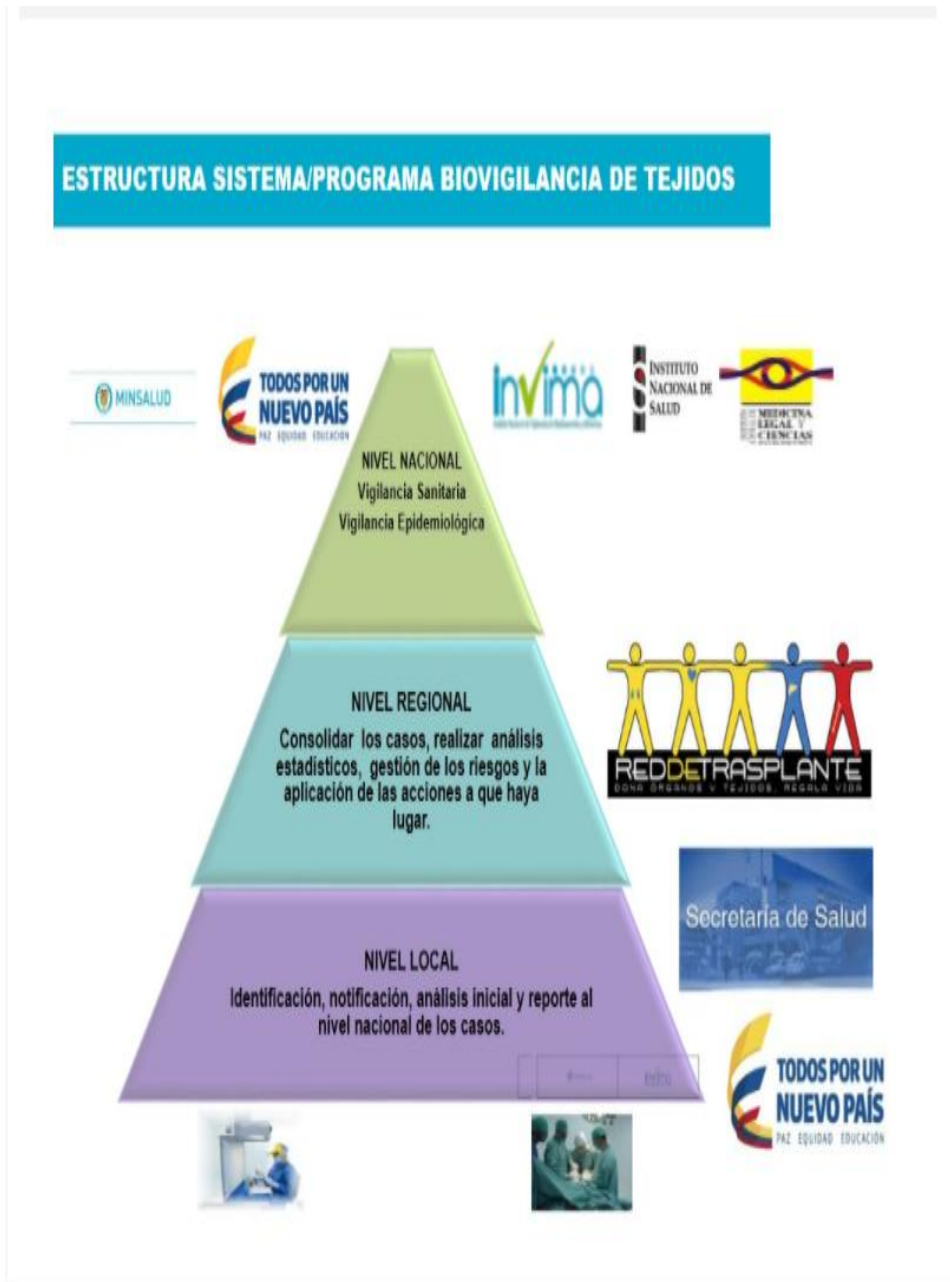 ESTRUCTURA SISTEMA/PROGRAMA BIOVIGILANCIA DE TEJIDOS
MINSALUD
TODOS POR UN
NUEVO PAÍS
PAZ EQUIDAD EDUCACIÓN
invima
INSTITUTO
NACIONAL DE
SALUD
MEDICINA
LEGAL Y
CIENCIAS
NIVEL NACIONAL
Vigilancia Sanitaria
Vigilancia Epidemiológica
NIVEL REGIONAL
Consolidar los casos, realizar análisis
estadísticos, gestión de los riesgos y la
aplicación de las acciones a que haya
lugar.
REDDETRASPLANTE
DONA ÓRGANOS Y TEJIDOS, REGALA VIDA
Secretaría de Salud
NIVEL LOCAL
Identificación, notificación, análisis inicial y reporte al
nivel nacional de los casos.
TODOS POR UN
NUEVO PAÍS
PAZ EQUIDAD EDUCACIÓN